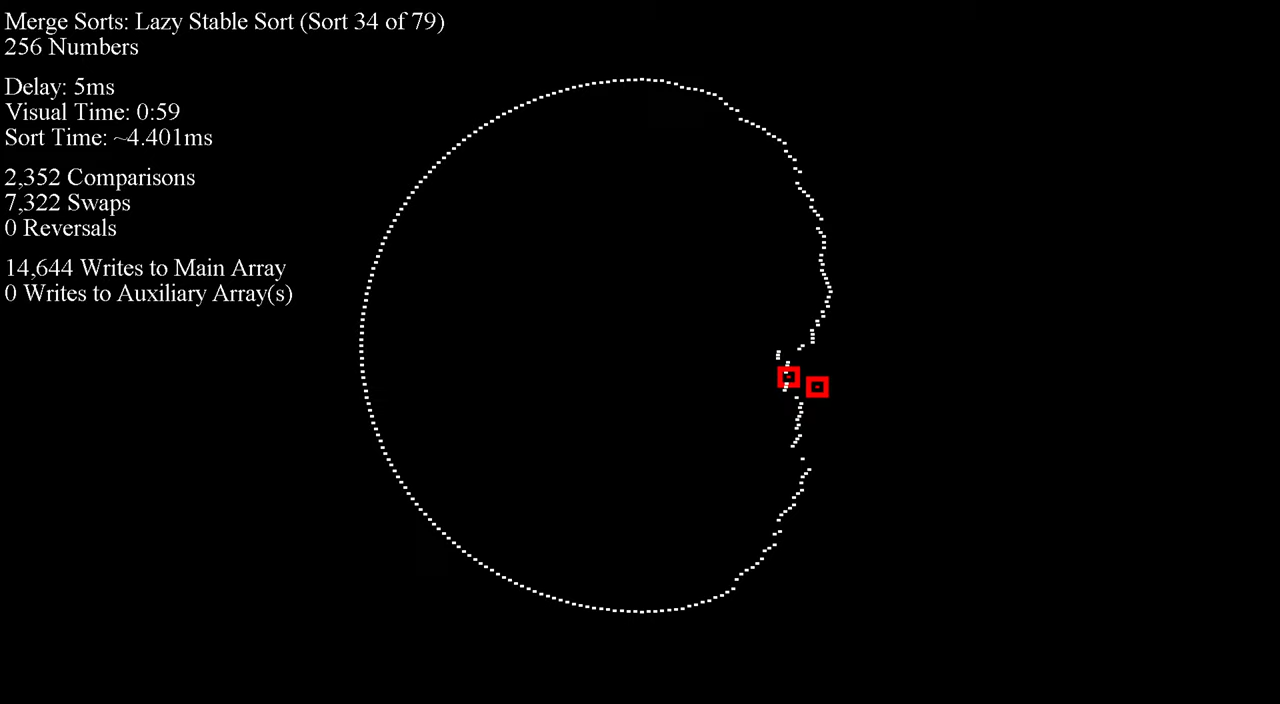 Merge Sorts: Lazy Stable Sort (Sort 34 of 79)
256 Numbers
Delay: 5ms
Visual Time: 0:59
Sort Time: ~4.401ms
2,352 Comparisons
7,322 Swaps
0 Reversals
14,644 Writes to Main Array
0 Writes to Auxiliary Array(s)